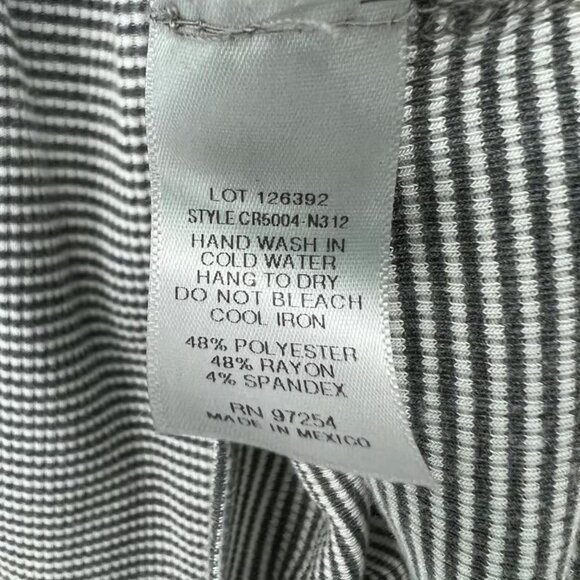 LOT 126392
STYLE CR5004-N312
HAND WASH IN
COLD WATER
HANG TO DRY
DO NOT BLEACH
COOL IRON
48% POLYESTER
48% RAYON
4% SPANDEX
RN 97254
MADE IN MEXICO